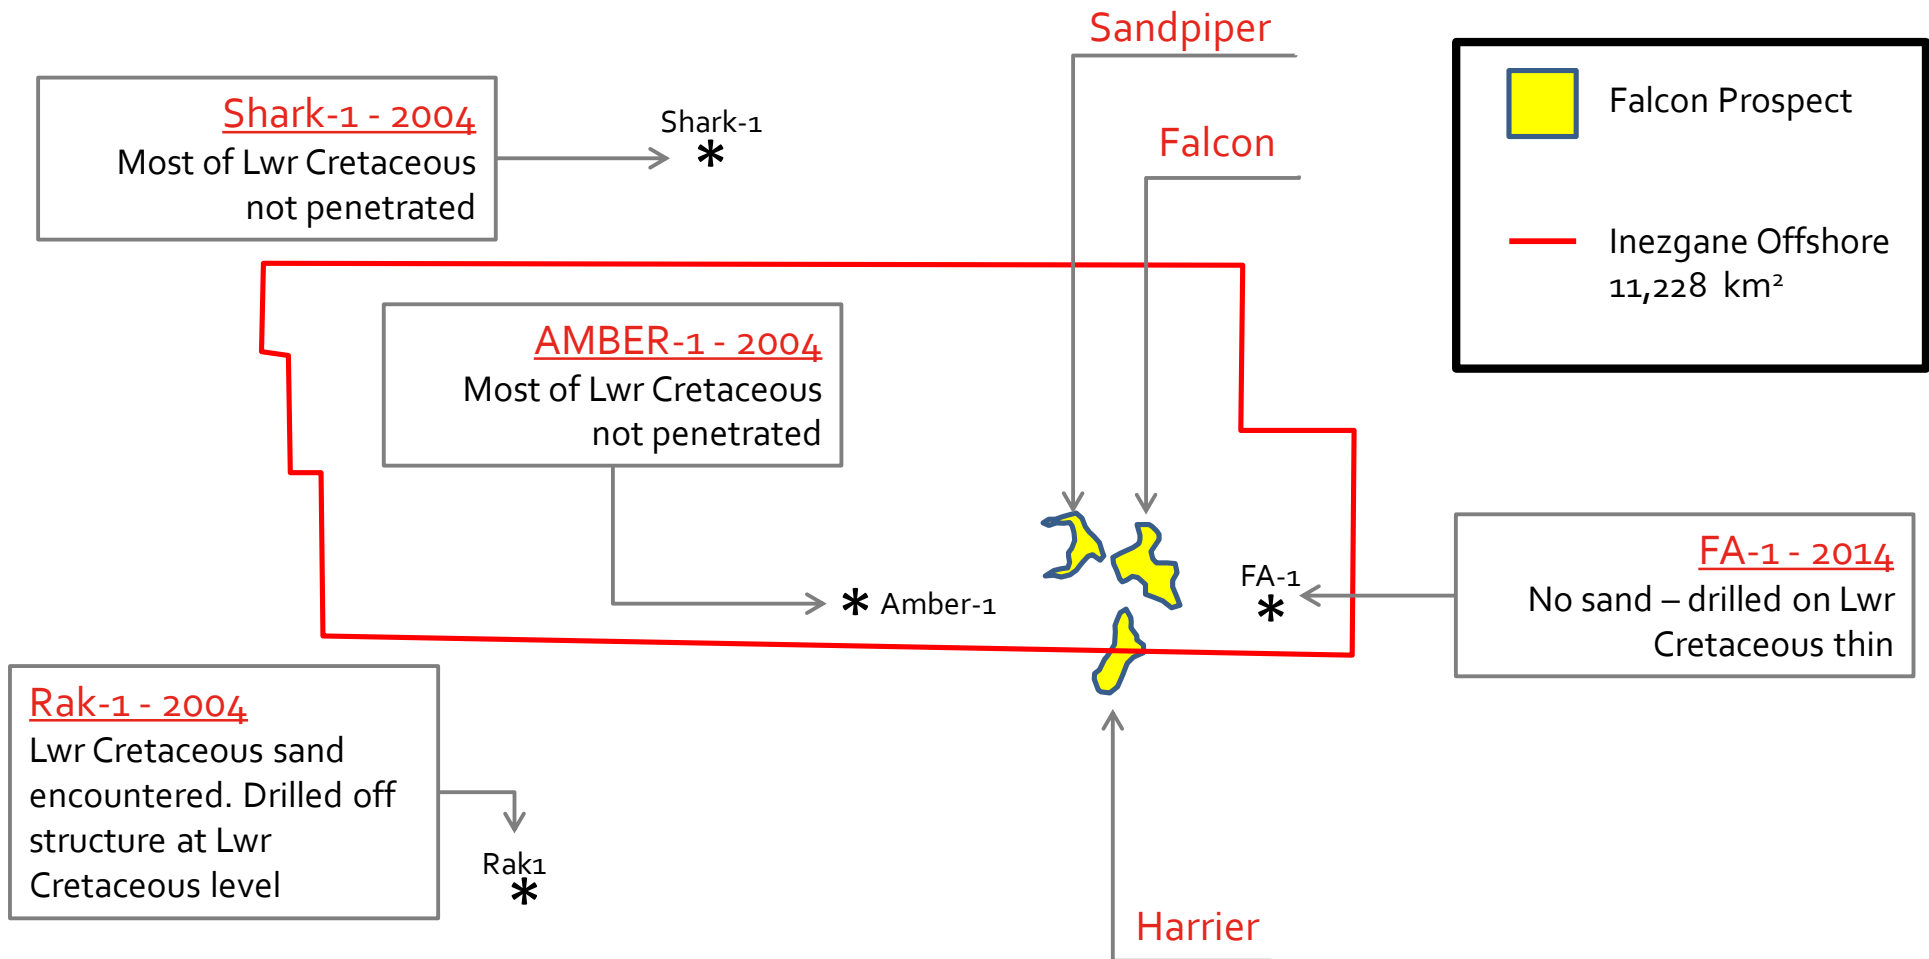 Sandpiper
Shark-1 - 2004
Most of Lwr Cretaceous
not penetrated
Shark-1
*
Falcon
Falcon Prospect
Inezgane Offshore
11,228 km²
AMBER-1 - 2004
Most of Lwr Cretaceous
not penetrated
* Amber-1
FA-1
*
FA-1 - 2014
No sand – drilled on Lwr
Cretaceous thin
Rak-1 - 2004
Lwr Cretaceous sand
encountered. Drilled off
structure at Lwr
Cretaceous level
Rak1
*
Harrier